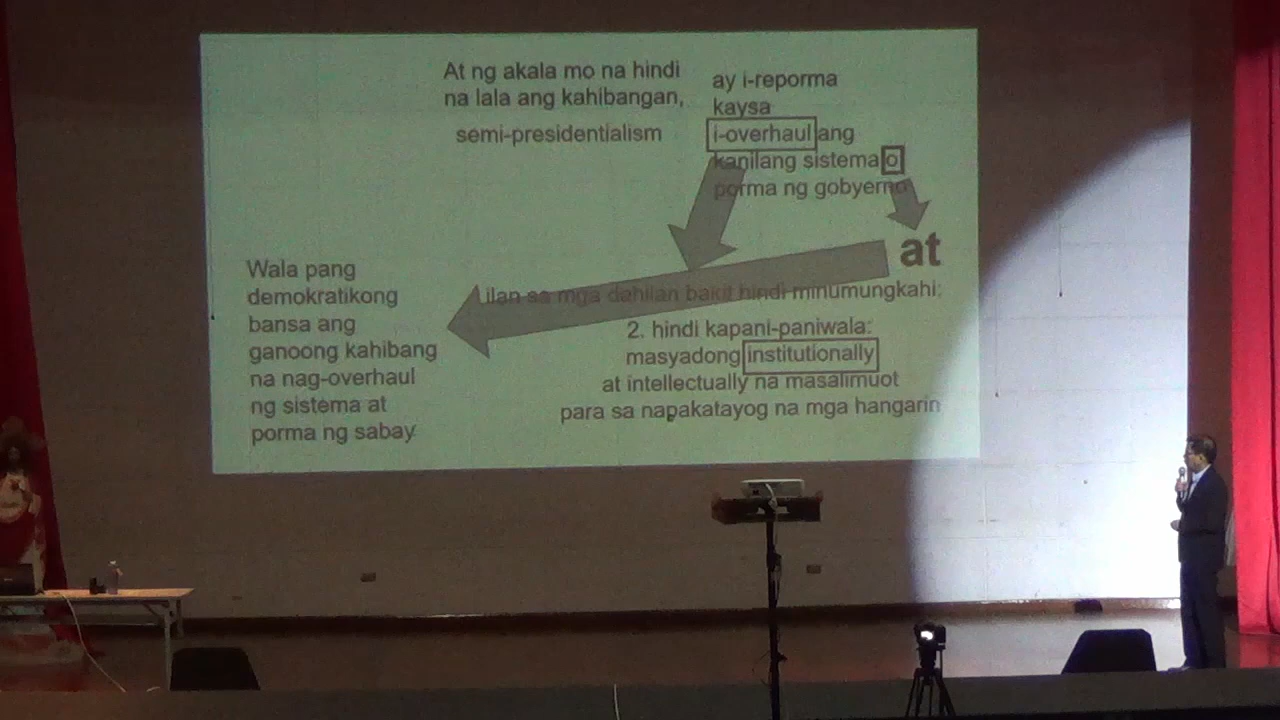 At ng akala mo na hindi
na lala ang kahibangan,
semi-presidentialism
ay i-reporma
kaysa
i-overhaul ang
kanilang sistema o
porma ng gobyerno
at
ilan sa mga dahilan bakit hindi minumungkahi:
Wala pang
demokratikong
bansa ang
ganoong kahibang
na nag-overhaul
ng sistema at
porma ng sabay
2. hindi kapani-paniwala:
masyadong institutionally
at intellectually na masalimuot
para sa napakatayog na mga hangarin